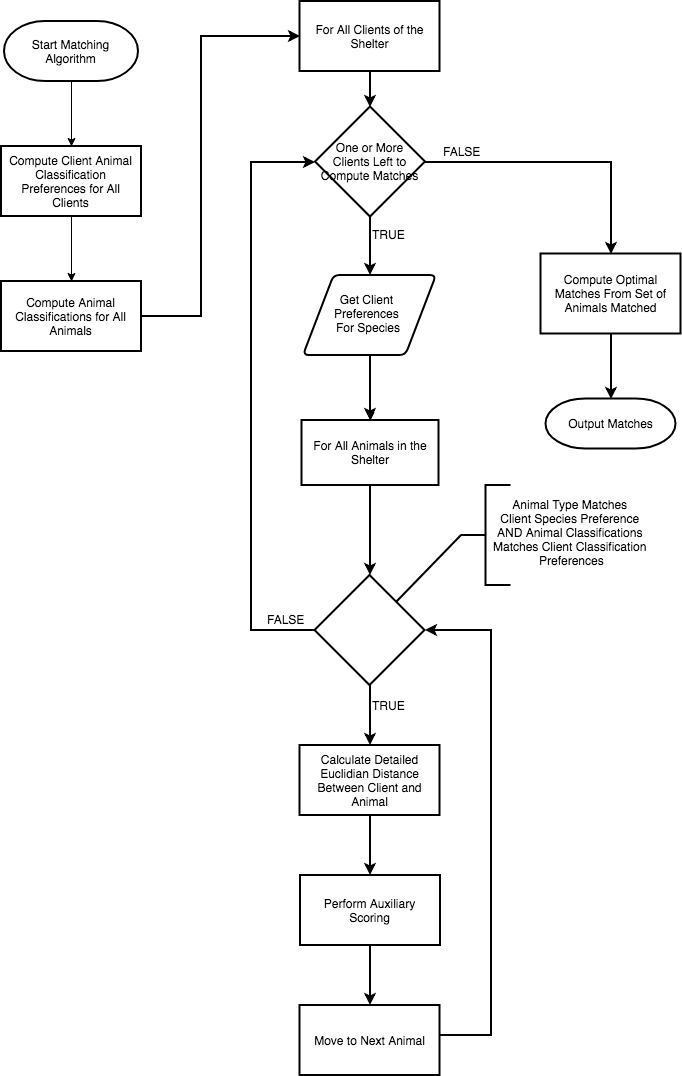 Start Matching
Algorithm
Compute Client Animal
Classification
Preferences for All
Clients
Compute Animal
Classifications for All
Animals
For All Clients of the
Shelter
One or More
Clients Left to
Compute Matches
FALSE
TRUE
Get Client
Preferences
For Species
Compute Optimal
Matches From Set of
Animals Matched
Output Matches
For All Animals in the
Shelter
Animal Type Matches
Client Species Preference
AND Animal Classifications
Matches Client Classification
Preferences
FALSE
TRUE
Calculate Detailed
Euclidian Distance
Between Client and
Animal
Perform Auxiliary
Scoring
Move to Next Animal